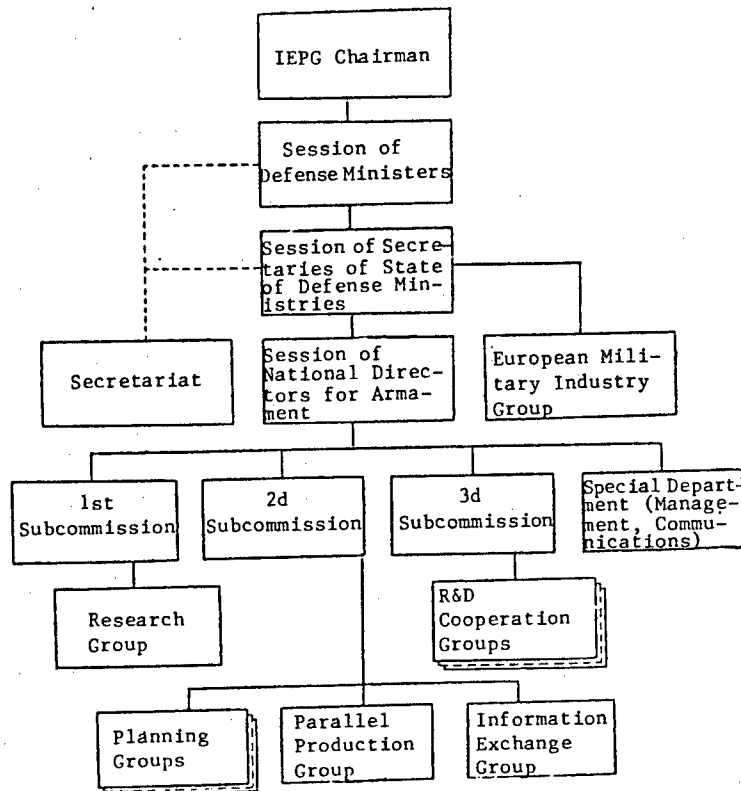 IEPG Chairman
Session of
Defense Ministers
Session of Secre-
taries of State
of Defense Min-
istries
Secretariat
Session of
National Direc-
tors for Arma-
ment
European Mili-
tary Industry
Group
1st
Subcommission
2d
Subcommission
3d
Subcommission
Special Depart-
ment (Manage-
ment, Commu-
nications)
Research
Group
R&D
Cooperation
Groups
Planning
Groups
Parallel
Production
Group
Information
Exchange
Group